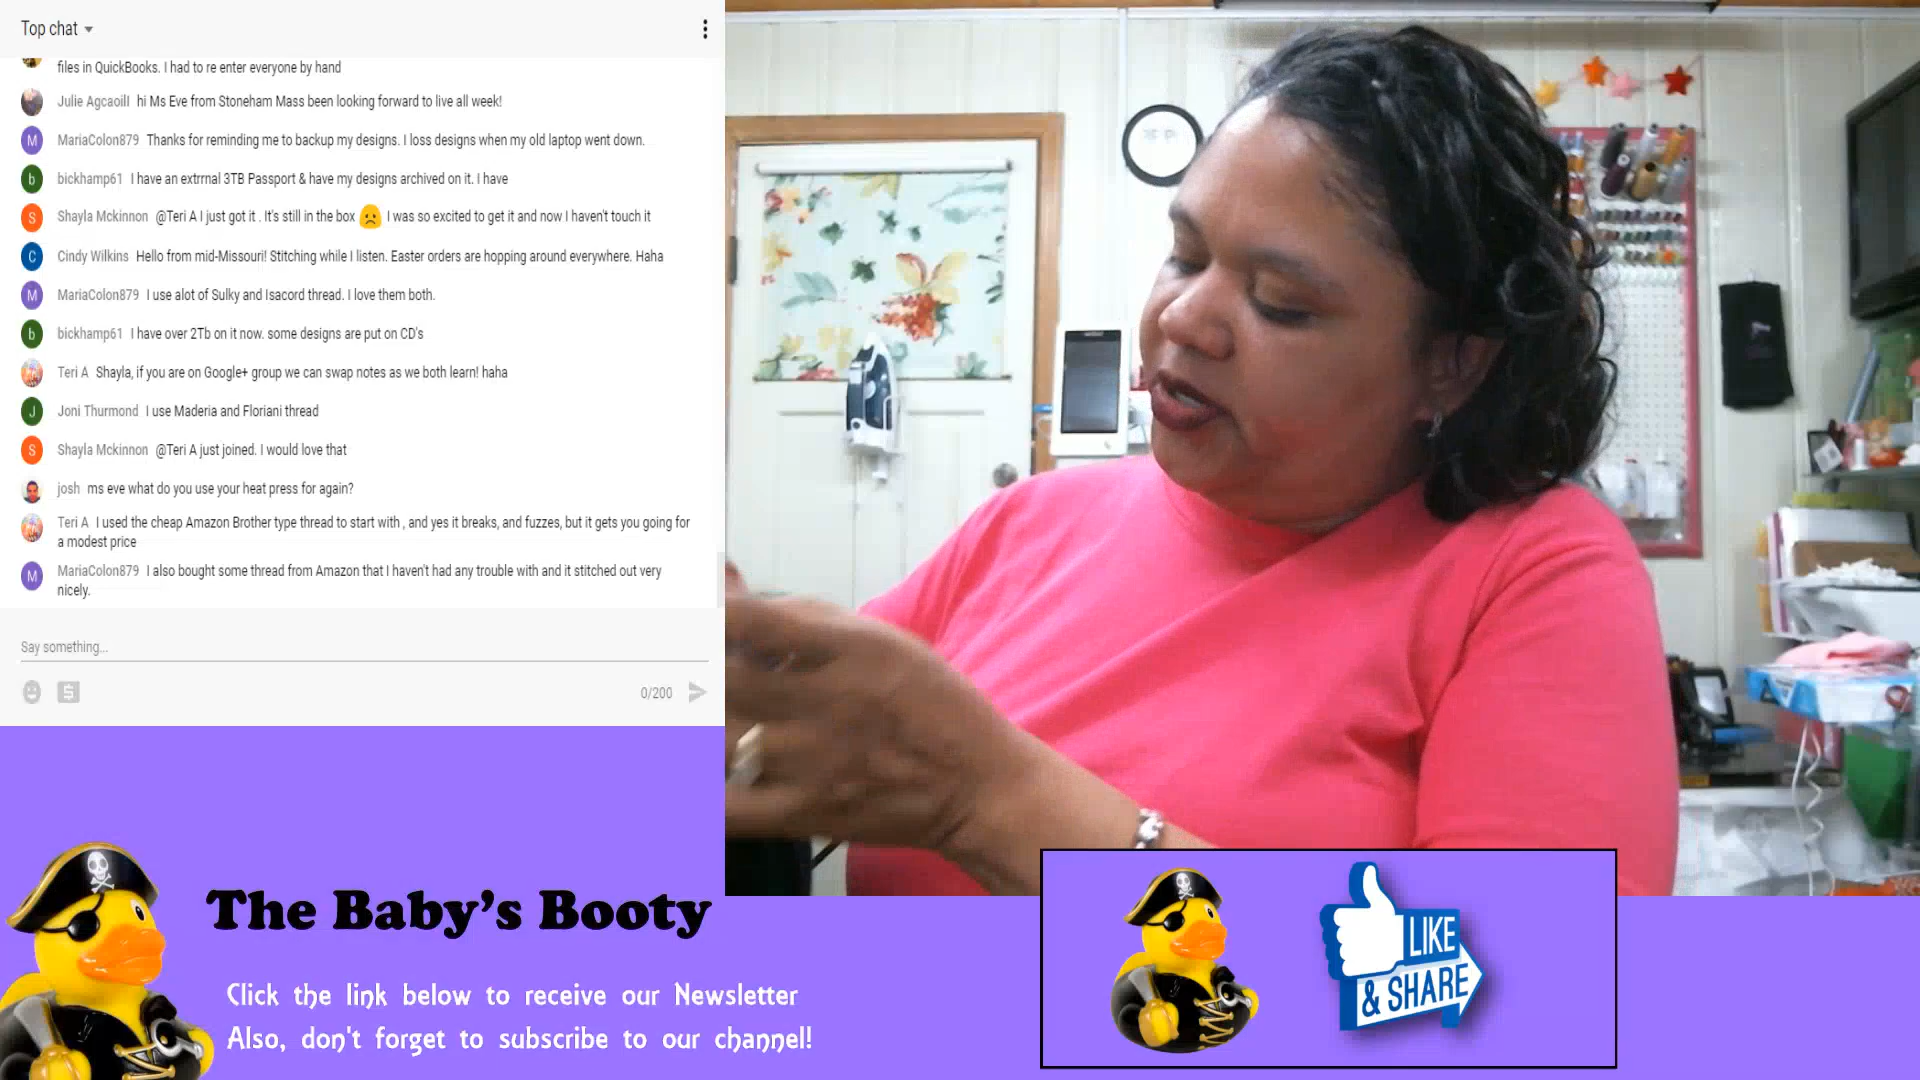 Top chat
files in QuickBooks. I had to re enter everyone by hand
Julie Agcaoili hi Ms Eve from Stoneham Mass been looking forward to live all week!
M MariaColon879 Thanks for reminding me to backup my designs. I loss designs when my old laptop went down.
b bickhamp61 I have an extrrnal 3TB Passport & have my designs archived on it. I have
S Shayla Mckinnon @Teri A I just got it . It's still in the box I was so excited to get it and now I haven't touch it
C Cindy Wilkins Hello from mid-Missouri! Stitching while I listen. Easter orders are hopping around everywhere. Haha
M MariaColon879 I use alot of Sulky and Isacord thread. I love them both.
b bickhamp61 I have over 2Tb on it now. some designs are put on CD's
Teri A Shayla, if you are on Google+ group we can swap notes as we both learn! haha
J Joni Thurmond I use Maderia and Floriani thread
S Shayla Mckinnon @Teri A just joined. I would love that
josh ms eve what do you use your heat press for again?
Teri A I used the cheap Amazon Brother type thread to start with , and yes it breaks, and fuzzes, but it gets you going for
a modest price
M MariaColon879 I also bought some thread from Amazon that I haven't had any trouble with and it stitched out very
nicely.
Say something...
0/200
The Baby's Booty
Click the link below to receive our Newsletter
Also, don't forget to subscribe to our channel!
LIKE
& SHARE